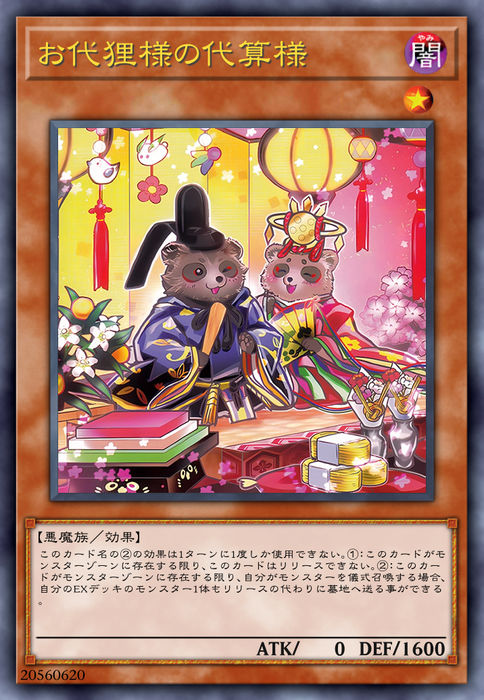 お代狸様の代算様
やみ
闇
【悪魔族／効果】
このカード名の②の効果は1ターンに1度しか使用できない。①：このカードがモ
ンスターゾーンに存在する限り、このカードはリリースできない。②：このカー
ドがモンスターゾーンに存在する限り、自分がモンスターを儀式召喚する場合、
自分のEXデッキのモンスター1体もリリースの代わりに墓地へ送る事ができる
。
ATK/ 0 DEF/1600
20560620